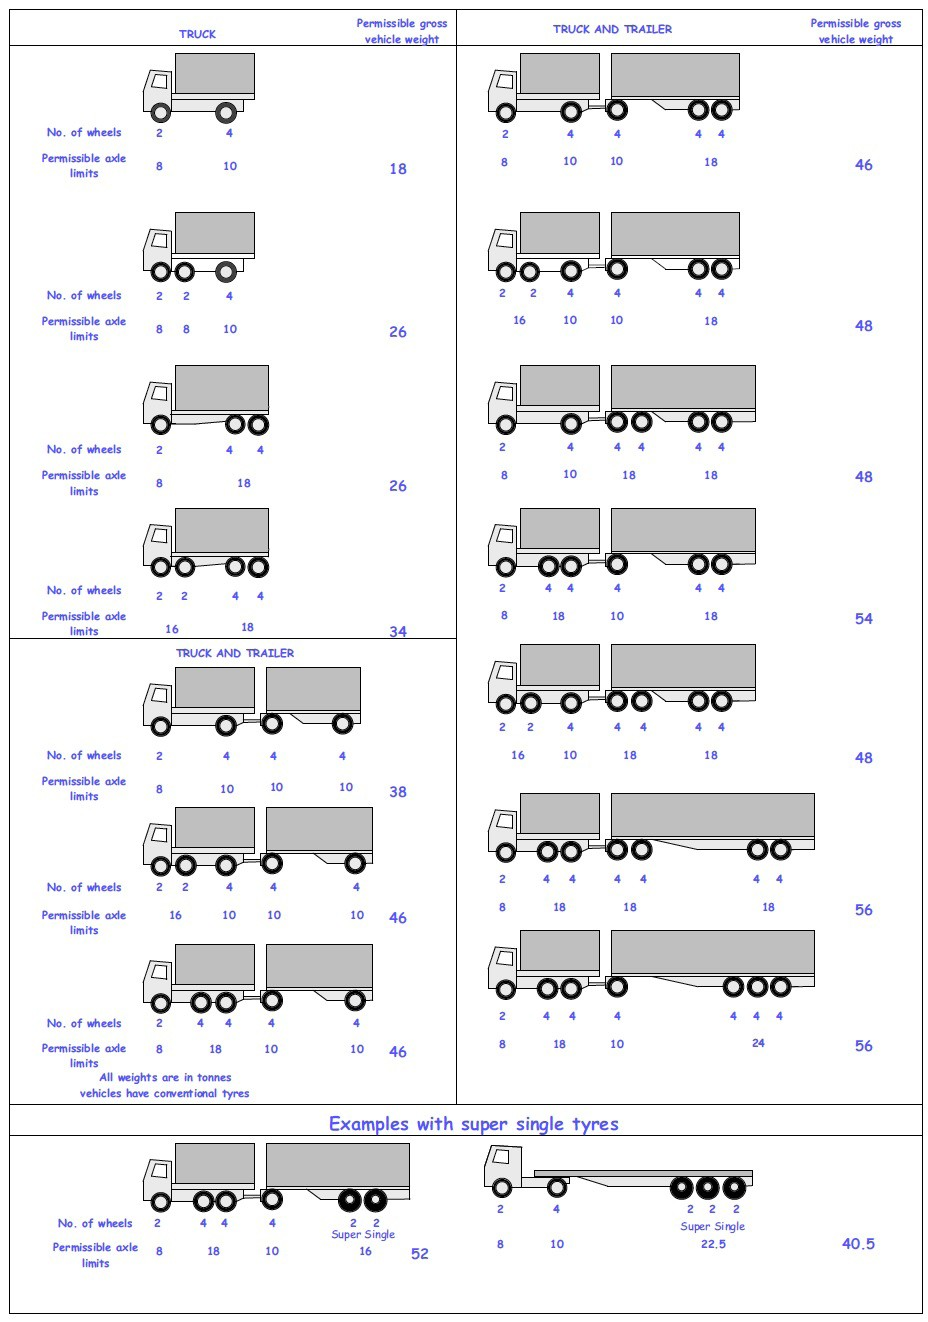 TRUCK
Permissible gross
vehicle weight
No. of wheels 2 4
Permissible axle
limits
8 10 18
No. of wheels 2 2 4
Permissible axle
limits
8 8 10 26
No. of wheels 2 4 4
Permissible axle
limits
8 18 26
No. of wheels 2 2 4 4
Permissible axle
limits
16 18 34
TRUCK AND TRAILER
No. of wheels 2 4 4 4
Permissible axle
limits
8 10 10 10 38
No. of wheels 2 2 4 4 4
Permissible axle
limits
16 10 10 10 46
No. of wheels 2 4 4 4 4
Permissible axle
limits
8 18 10 10 46
All weights are in tonnes
vehicles have conventional tyres
TRUCK AND TRAILER
Permissible gross
vehicle weight
2 4 4 4 4
8 10 10 18 46
2 2 4 4 4 4
16 10 10 18 48
2 4 4 4 4 4
8 10 18 18 48
2 4 4 4 4 4
8 18 10 18 54
2 2 4 4 4 4 4
16 10 18 18 48
2 4 4 4 4 4 4
8 18 18 18 56
2 4 4 4 4 4 4
8 18 10 24 56
Examples with super single tyres
No. of wheels 2 4 4 4 2 2
Super Single
Permissible axle
limits
8 18 10 16 52
2 4 2 2 2
Super Single
8 10 22.5 40.5